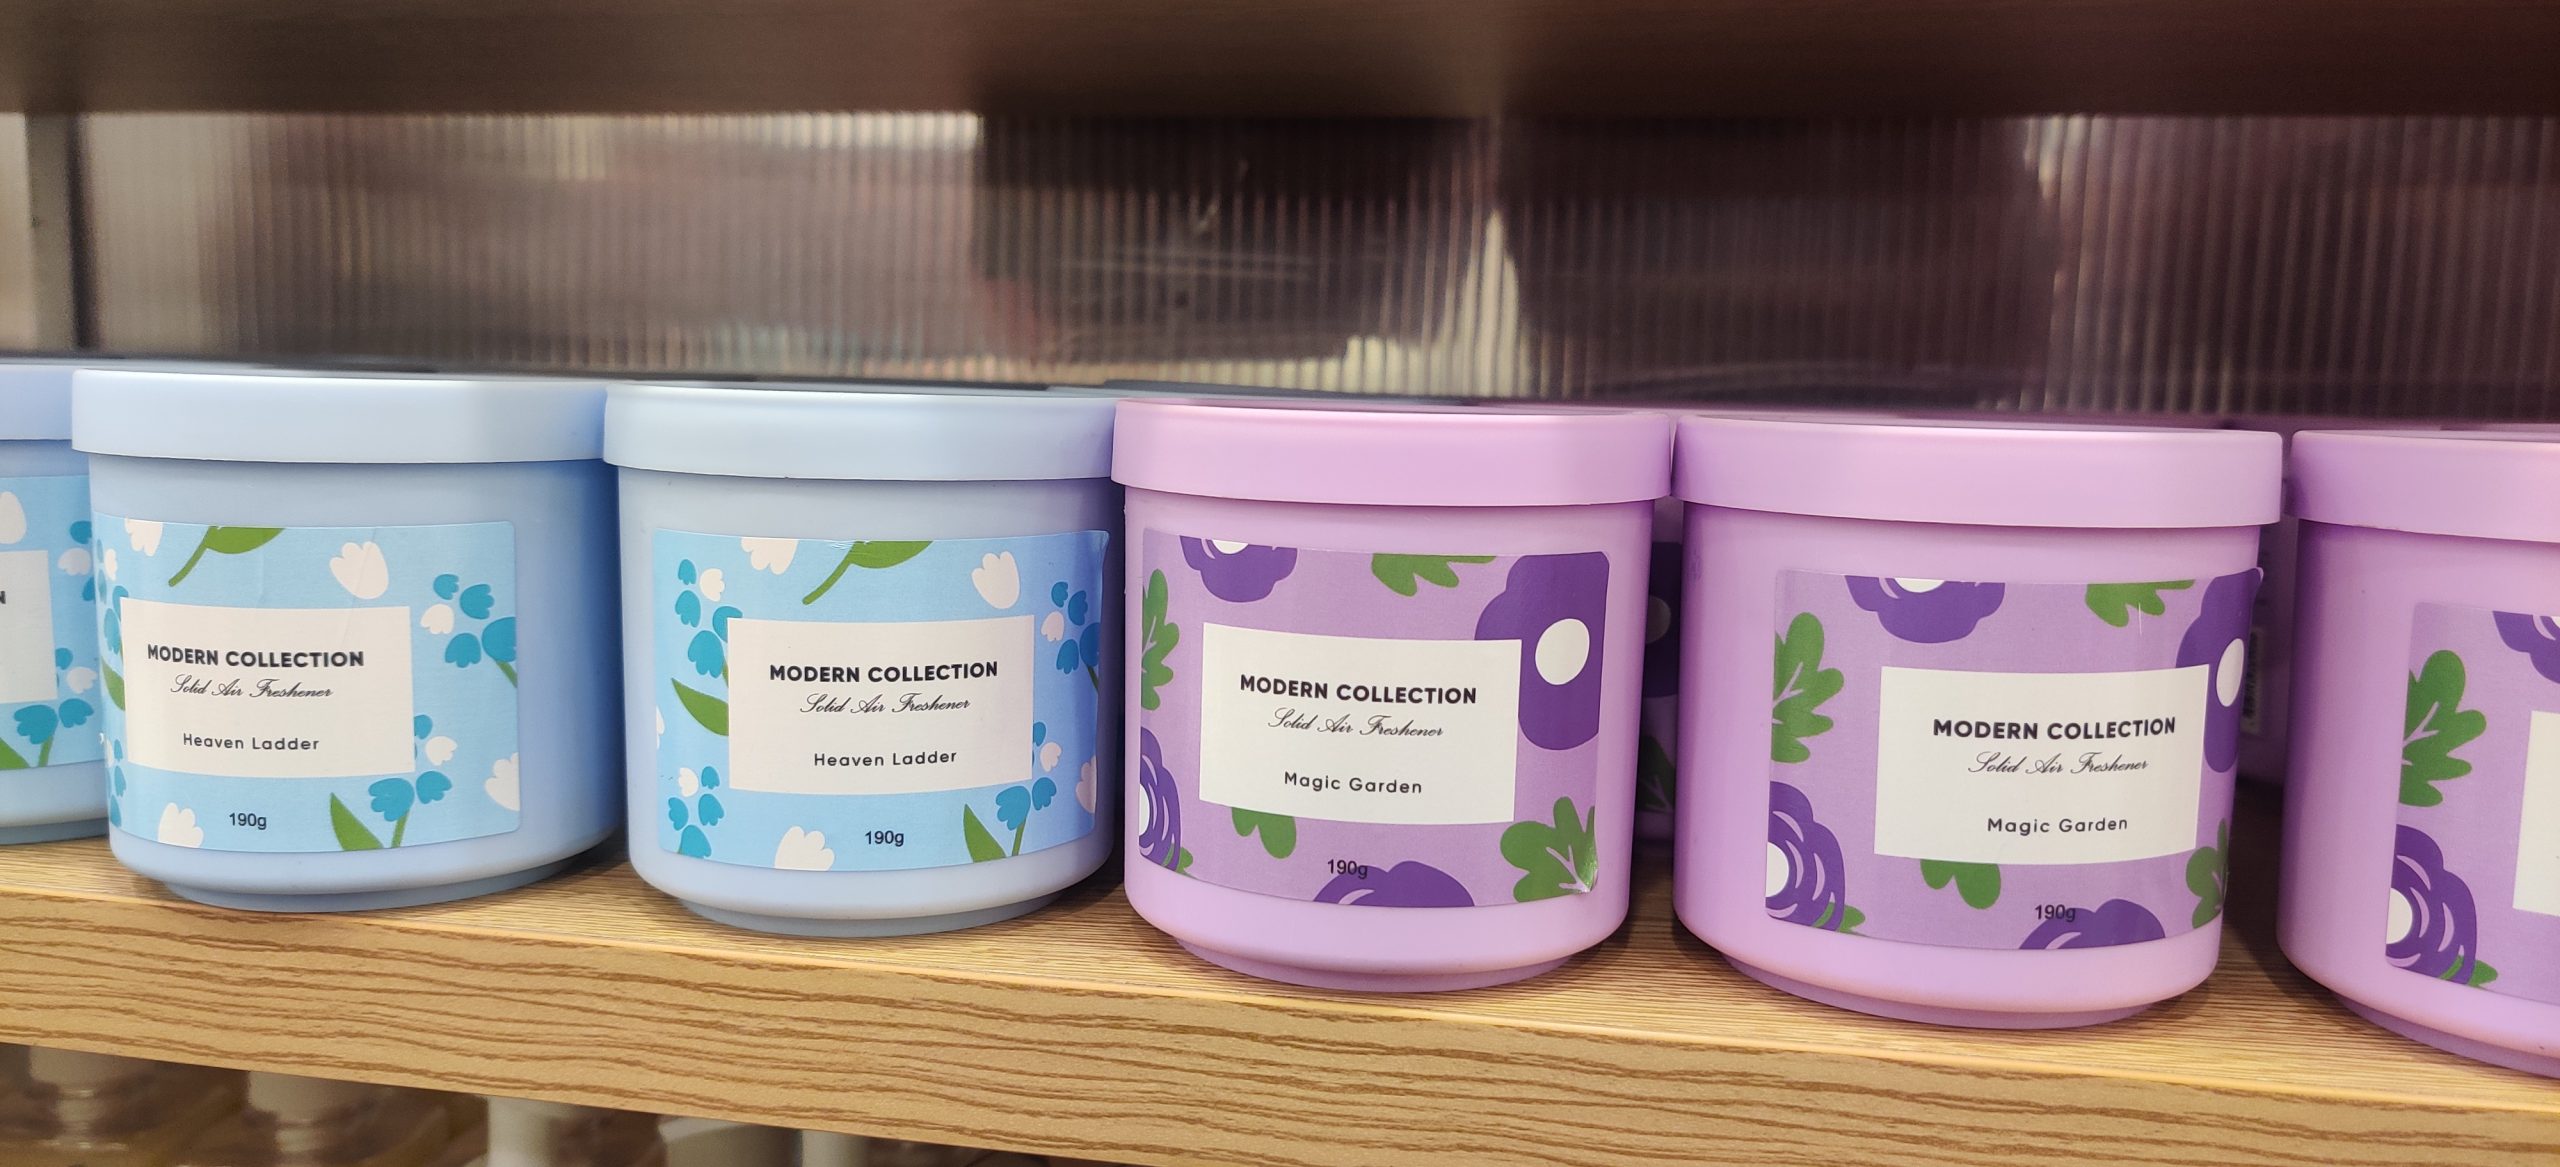 MODERN COLLECTION
Solid Air Freshener
Heaven Ladder
190g
MODERN COLLECTION
Solid Air Freshener
Heaven Ladder
190g
MODERN COLLECTION
Solid Air Freshener
Magic Garden
190g
MODERN COLLECTION
Solid Air Freshener
Magic Garden
190g